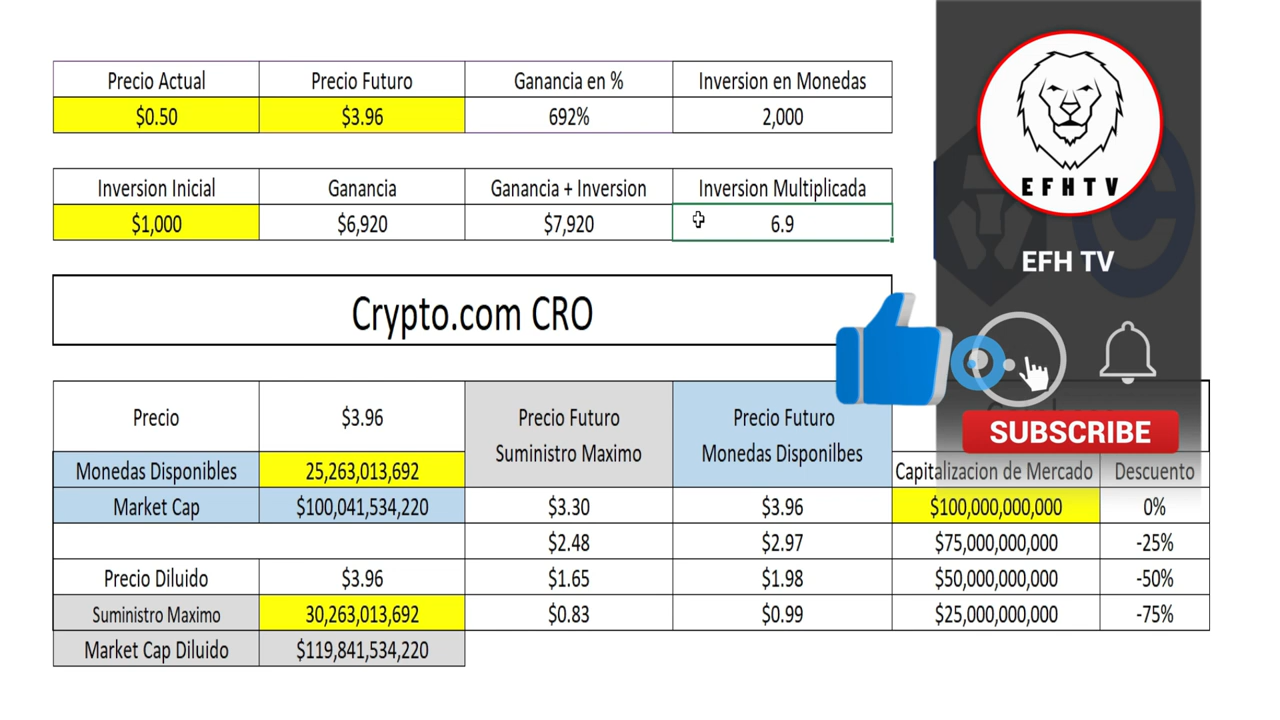 Precio Actual Precio Futuro Ganancia en % Inversion en Monedas
$0.50 $3.96 692% 2,000
Inversion Inicial Ganancia Ganancia + Inversion Inversion Multiplicada
$1,000 $6,920 $7,920 6.9
EFHTV
EFH TV
Crypto.com CRO
SUBSCRIBE
Precio $3.96 Precio Futuro Precio Futuro
Suministro Maximo Monedas Disponilbes
Monedas Disponibles 25,263,013,692 Capitalizacion de Mercado Descuento
Market Cap $100,041,534,220 $3.30 $3.96 $100,000,000,000 0%
$2.48 $2.97 $75,000,000,000 -25%
Precio Diluido $3.96 $1.65 $1.98 $50,000,000,000 -50%
Suministro Maximo 30,263,013,692 $0.83 $0.99 $25,000,000,000 -75%
Market Cap Diluido $119,841,534,220